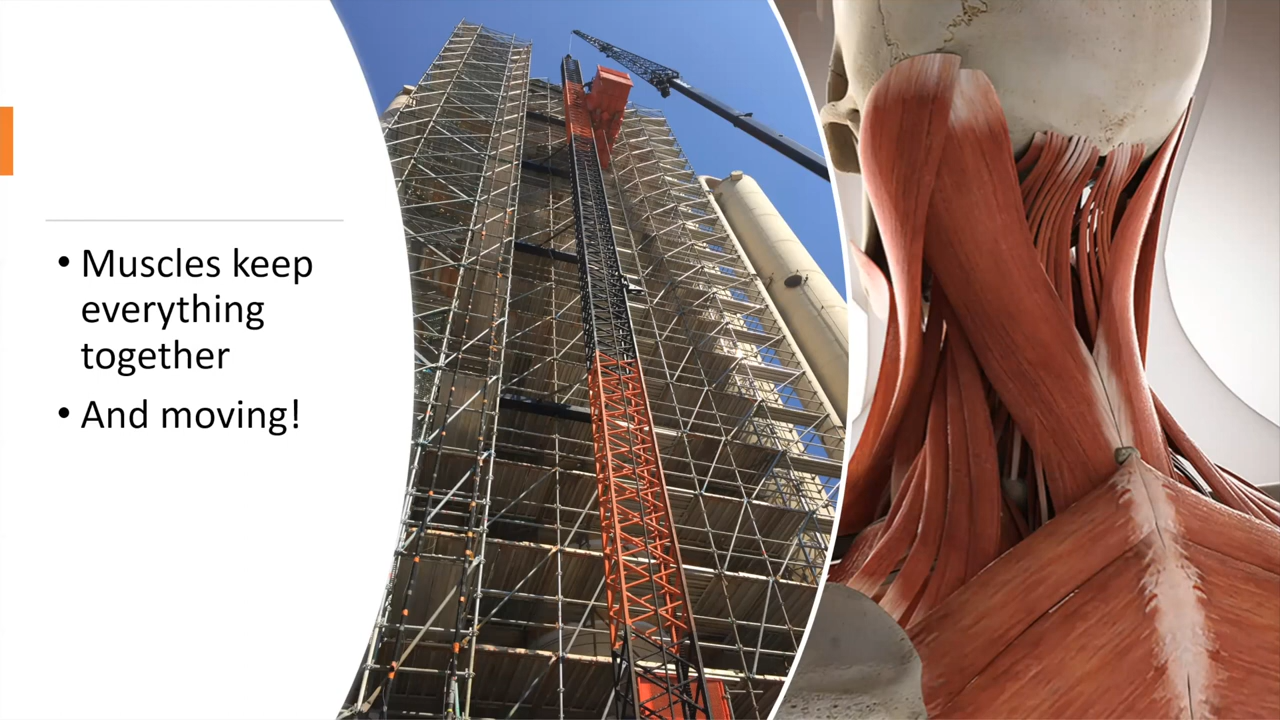 • Muscles keep
everything
together
• And moving!